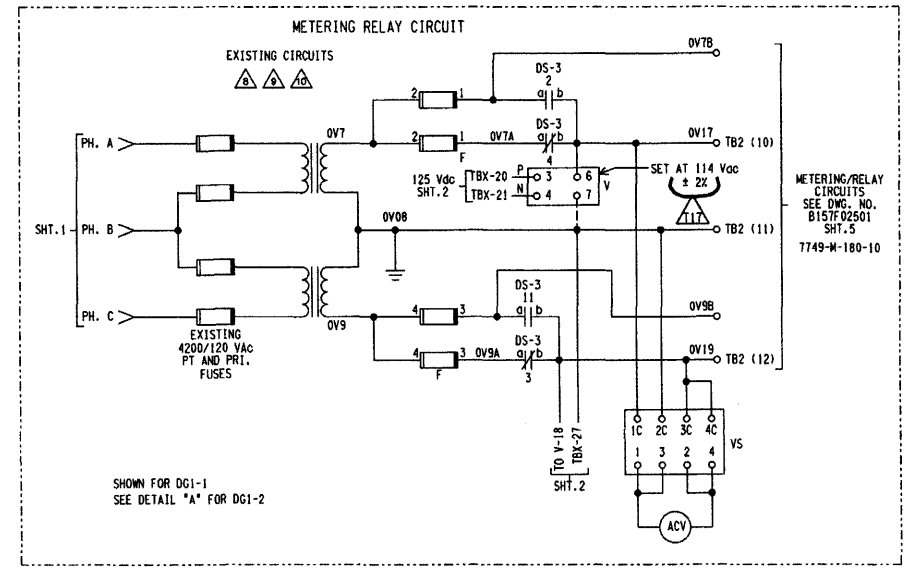 METERING RELAY CIRCUIT
EXISTING CIRCUITS
8 9 10
0V7B
DS-3
2
a b
2 1
0V7
DS-3
a b
4
2 1
F
0V7A
0V17
TB2 (10)
PH. A
125 Vdc
SHT.2
P
TBX-20
3
6
N
TBX-21
4
7
V
SET AT 114 Vac
± 2%
T17
METERING/RELAY
CIRCUITS
SEE DWG. NO.
B157F02501
SHT.5
7749-M-180-10
SHT.1
PH. B
0V08
TB2 (11)
DS-3
11
a b
4 3
0V9B
PH. C
0V9
EXISTING
4200/120 VAc
PT AND PRI.
FUSES
4 3
F
0V9A
DS-3
a b
3
0V19
TB2 (12)
1C 2C 3C 4C
1 3 2 4
VS
TO V-18
TBX-27
SHT.2
ACV
SHOWN FOR DG1-1
SEE DETAIL "A" FOR DG1-2